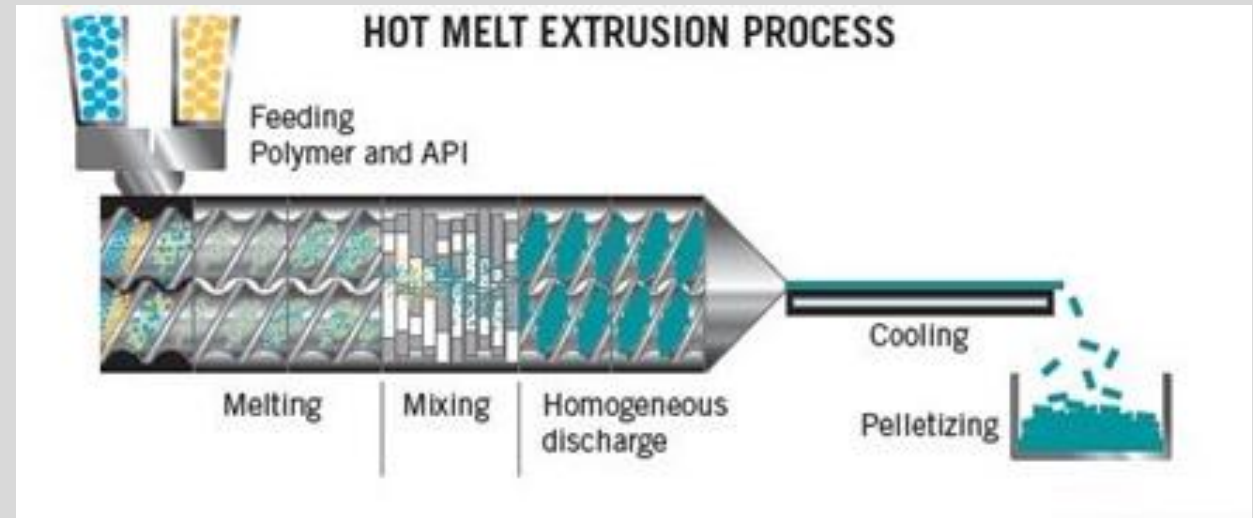 HOT MELT EXTRUSION PROCESS
Feeding
Polymer and API
Melting
Mixing
Homogeneous
discharge
Cooling
Pelletizing